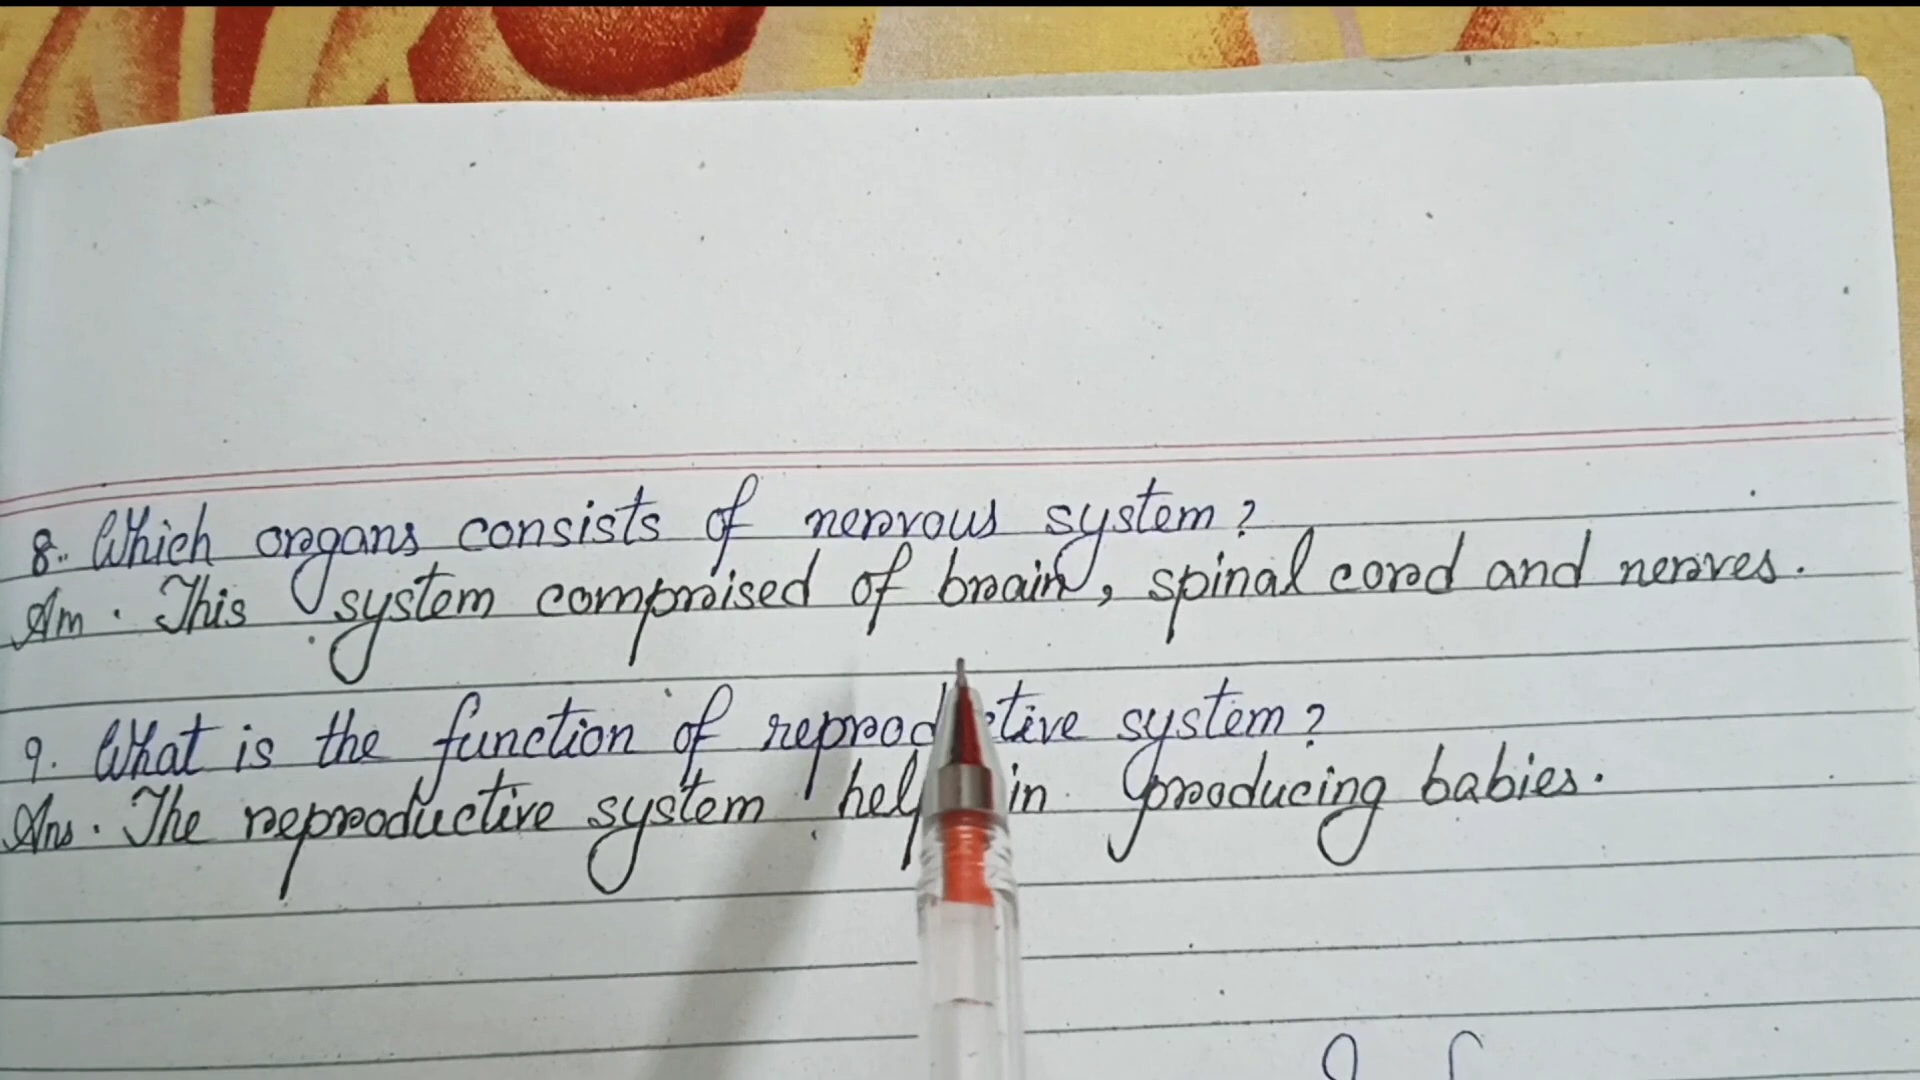 8. Which organs consists of nervous system?
Ans. This system comprised of brain, spinal cord and nerves.
9. What is the function of reproductive system?
Ans. The reproductive system help in producing babies.